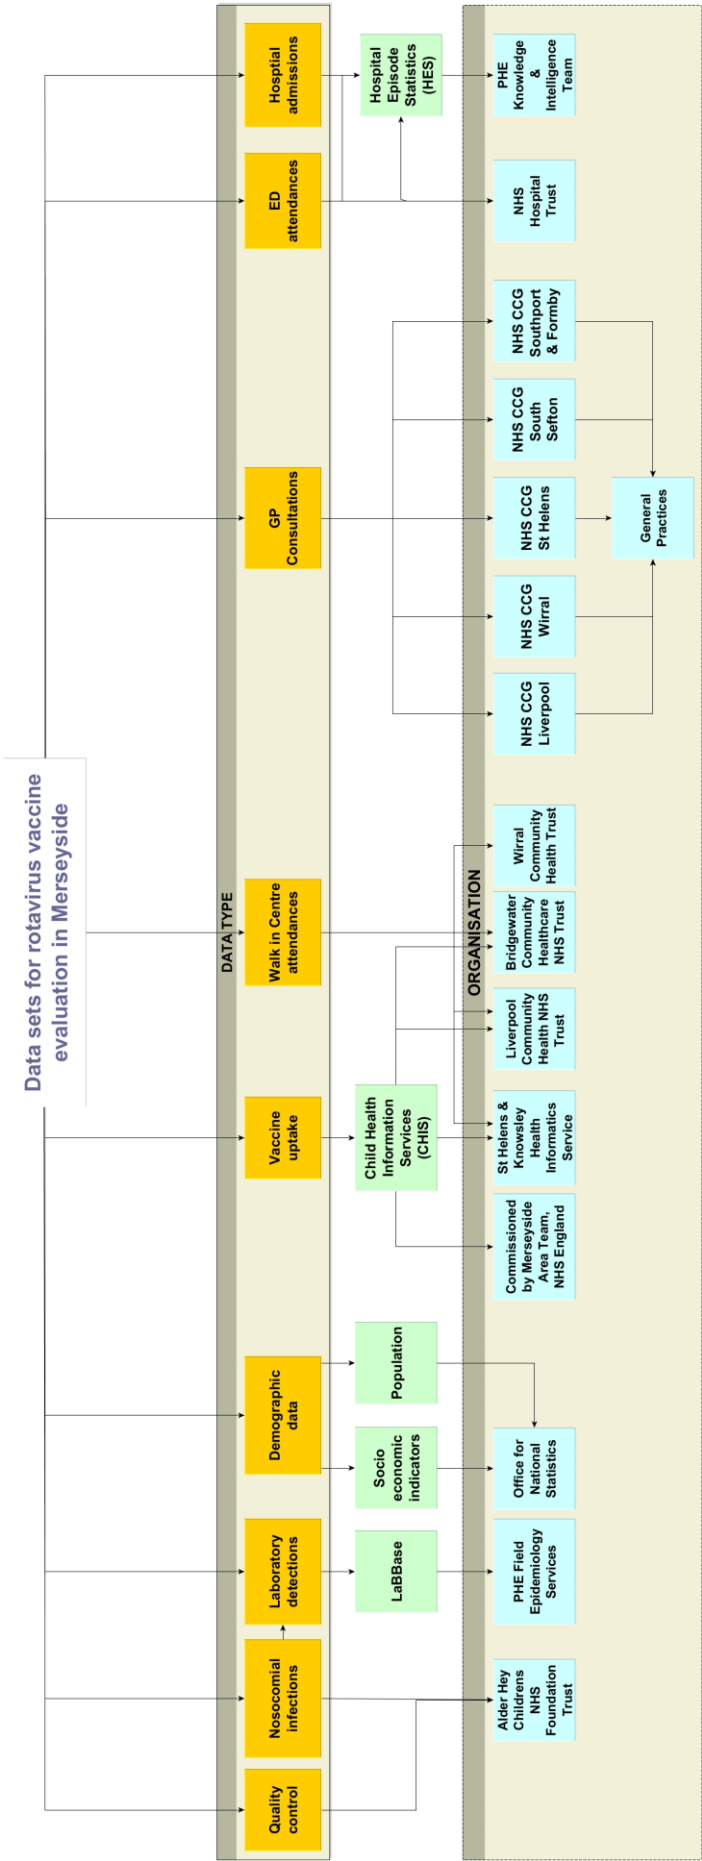 Data sets for rotavirus vaccine
evaluation in Merseyside
DATA TYPE
Quality
control
Nosocomial
infections
Laboratory
detections
Demographic
data
Vaccine
uptake
Walk in Centre
attendances
GP
Consultations
ED
attendances
Hosptial
admissions
LaBBase
Socio
economic
indicators
Population
Child Health
Information
Services
(CHIS)
Hospital
Episode
Statistics
(HES)
ORGANISATION
Alder Hey
Childrens
NHS
Foundation
Trust
PHE Field
Epidemiology
Services
Office for
National
Statistics
Commissioned
by Merseyside
Area Team,
NHS England
St Helens &
Knowsley
Health
Informatics
Service
Liverpool
Community
Health NHS
Trust
Bridgewater
Community
Healthcare
NHS Trust
Wirral
Community
Health Trust
NHS CCG
Liverpool
NHS CCG
Wirral
NHS CCG
St Helens
NHS CCG
South
Sefton
NHS CCG
Southport
& Formby
NHS
Hospital
Trust
PHE
Knowledge
&
Intelligence
Team
General
Practices